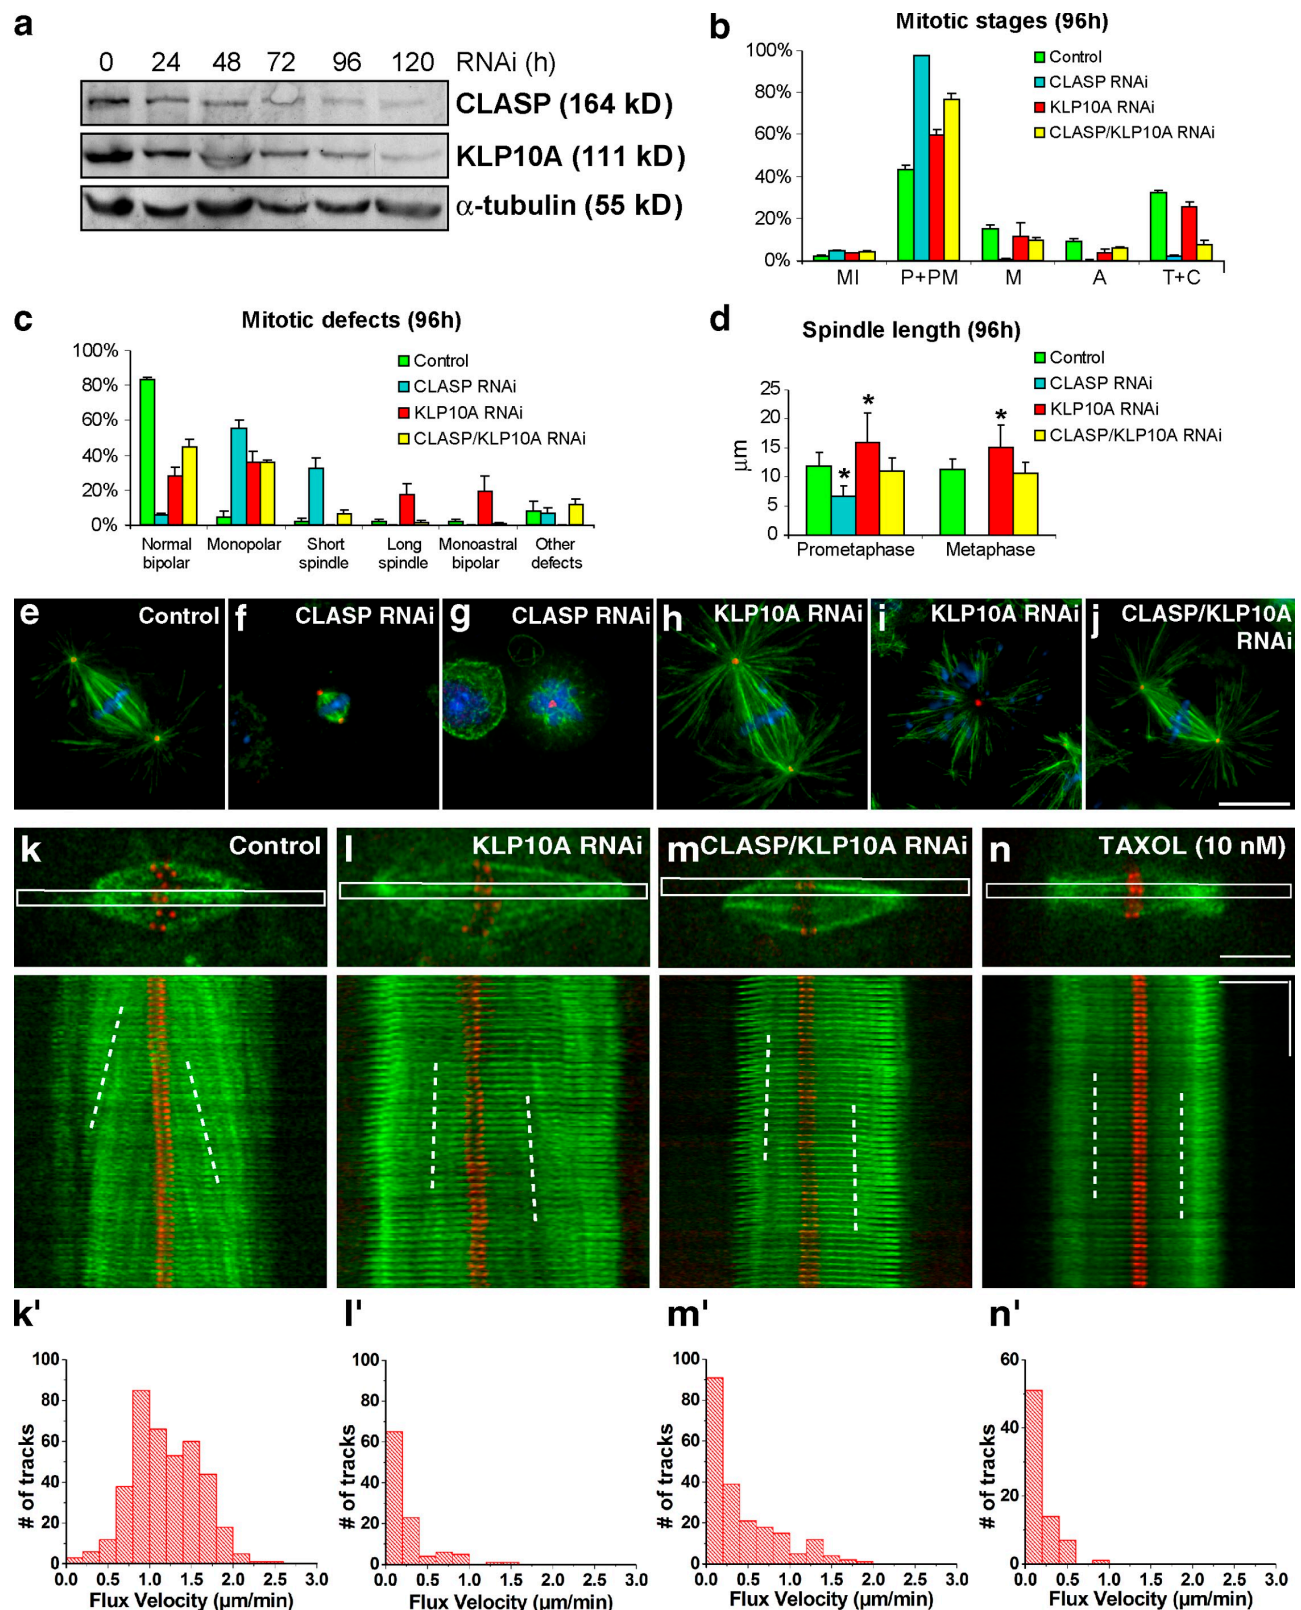 a
0 24 48 72 96 120 RNAi (h)
CLASP (164 kD)
KLP10A (111 kD)
α-tubulin (55 kD)
b
Mitotic stages (96h)
100%
80%
60%
40%
20%
0%
Control
CLASP RNAi
KLP10A RNAi
CLASP/KLP10A RNAi
MI P+PM M A T+C
c
Mitotic defects (96h)
100%
80%
60%
40%
20%
0%
Control
CLASP RNAi
KLP10A RNAi
CLASP/KLP10A RNAi
Normal bipolar
Monopolar
Short spindle
Long spindle
Monoastral bipolar
Other defects
d
Spindle length (96h)
Control
CLASP RNAi
KLP10A RNAi
CLASP/KLP10A RNAi
25
20
15
10
5
0
μm
* * *
Prometaphase Metaphase
e Control
f CLASP RNAi
g CLASP RNAi
h KLP10A RNAi
i KLP10A RNAi
j CLASP/KLP10A
RNAi
k Control
l KLP10A RNAi
m CLASP/KLP10A RNAi
n TAXOL (10 nM)
k'
100
80
60
40
20
0
# of tracks
0.0 0.5 1.0 1.5 2.0 2.5 3.0
Flux Velocity (μm/min)
l'
100
80
60
40
20
0
# of tracks
0.0 0.5 1.0 1.5 2.0 2.5 3.0
Flux Velocity (μm/min)
m'
100
80
60
40
20
0
# of tracks
0.0 0.5 1.0 1.5 2.0 2.5 3.0
Flux Velocity (μm/min)
n'
60
40
20
0
# of tracks
0.0 0.5 1.0 1.5 2.0 2.5 3.0
Flux Velocity (μm/min)